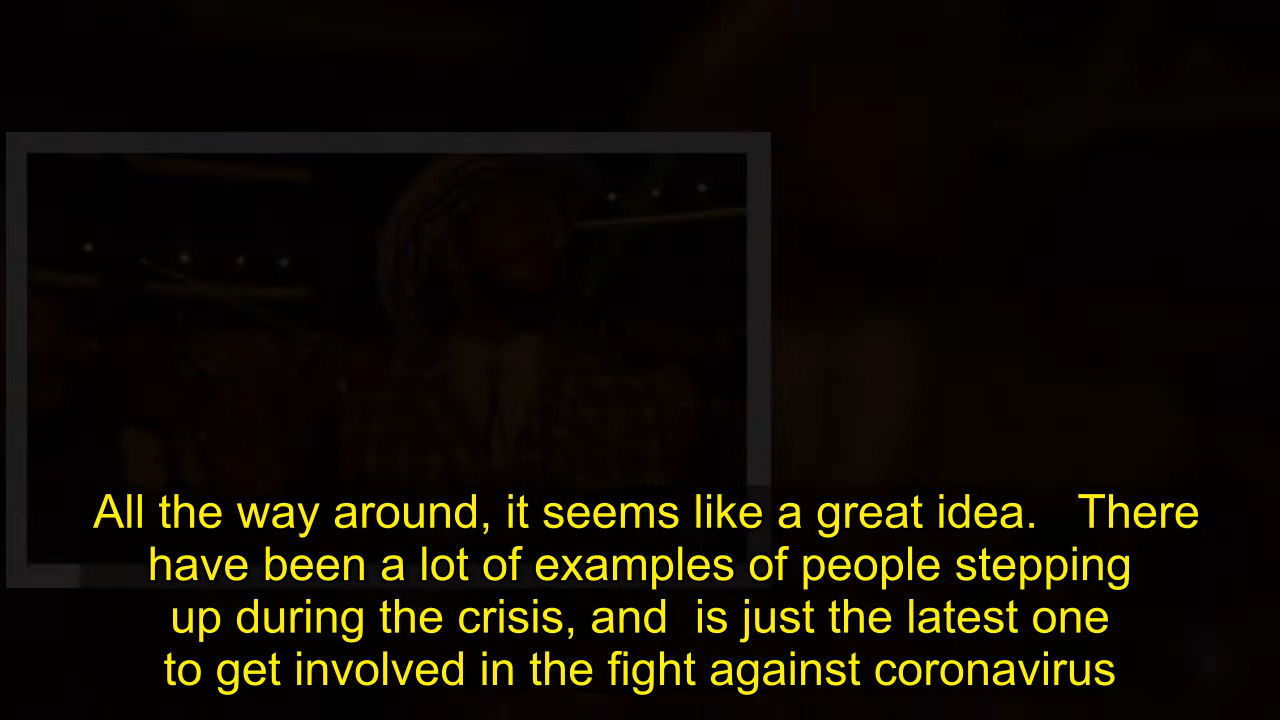 All the way around, it seems like a great idea.   There
have been a lot of examples of people stepping
up during the crisis, and  is just the latest one
to get involved in the fight against coronavirus